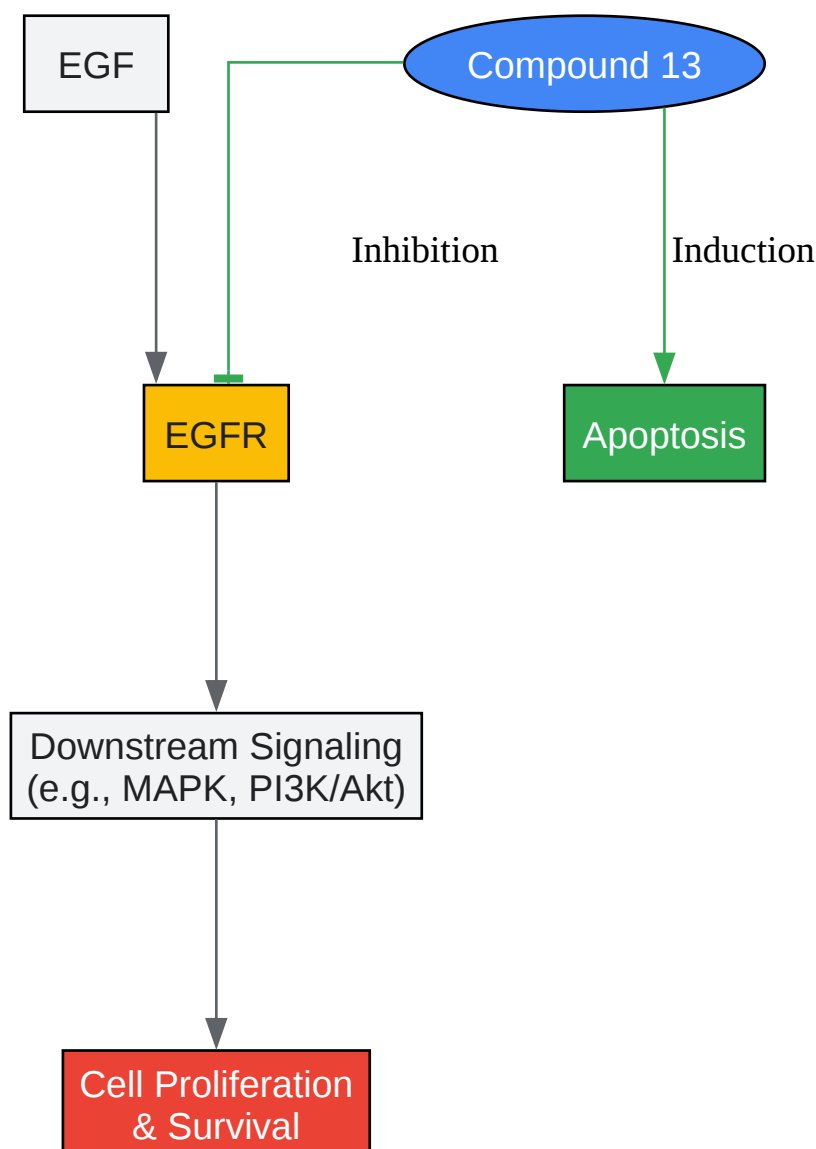 EGF
Compound 13
Inhibition
Induction
EGFR
Apoptosis
Downstream Signaling
(e.g., MAPK, PI3K/Akt)
Cell Proliferation
& Survival